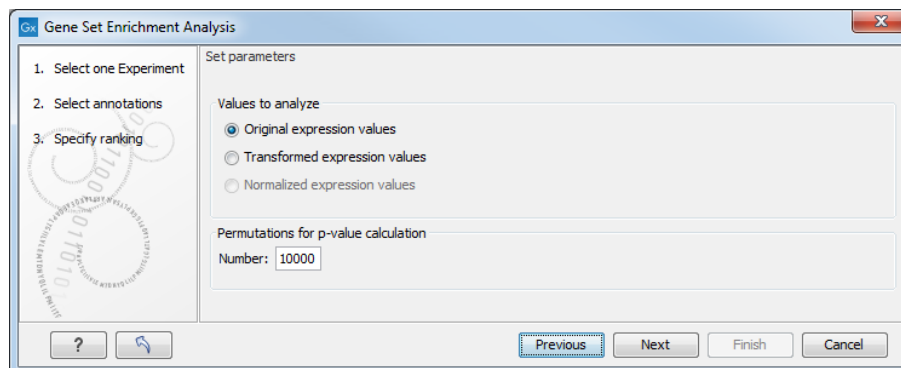 Gx Gene Set Enrichment Analysis
X
1. Select one Experiment
2. Select annotations
3. Specify ranking
Set parameters
Values to analyze
Original expression values
Transformed expression values
Normalized expression values
Permutations for p-value calculation
Number: 10000
?
Previous
Next
Finish
Cancel